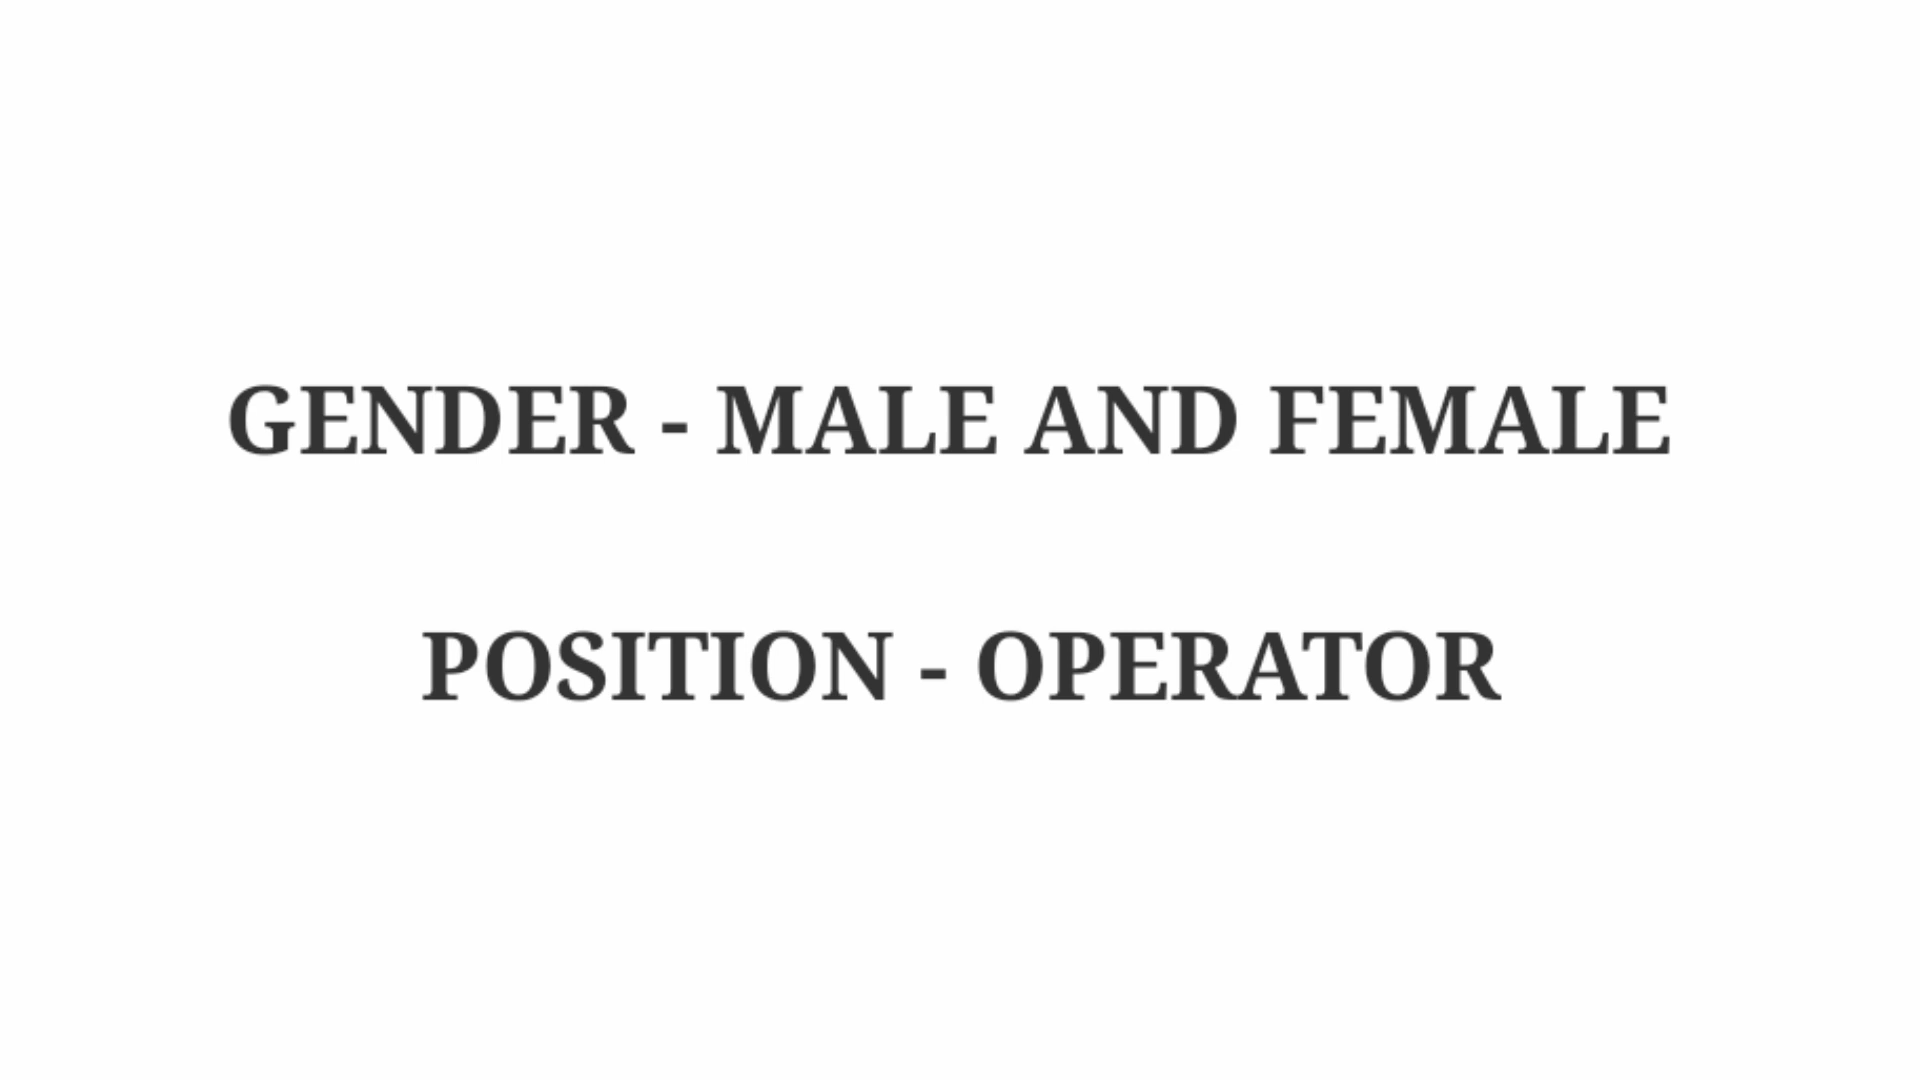 GENDER - MALE AND FEMALE
POSITION - OPERATOR